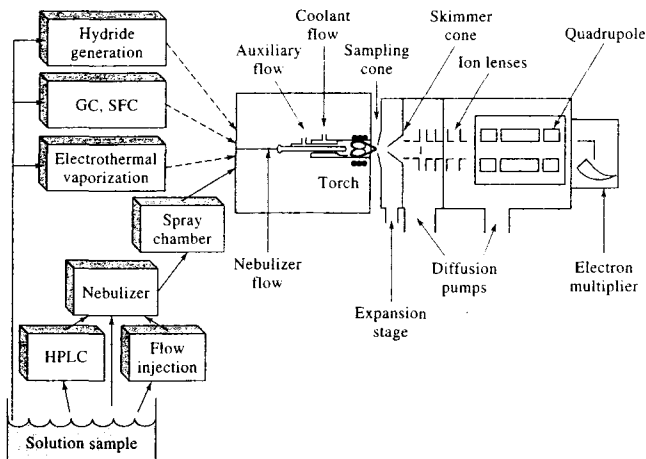 Hydride
generation
GC, SFC
Electrothermal
vaporization
Spray
chamber
Nebulizer
HPLC
Flow
injection
Solution sample
Coolant
flow
Auxiliary
flow
Sampling
cone
Skimmer
cone
Ion lenses
Quadrupole
Torch
Nebulizer
flow
Expansion
stage
Diffusion
pumps
Electron
multiplier